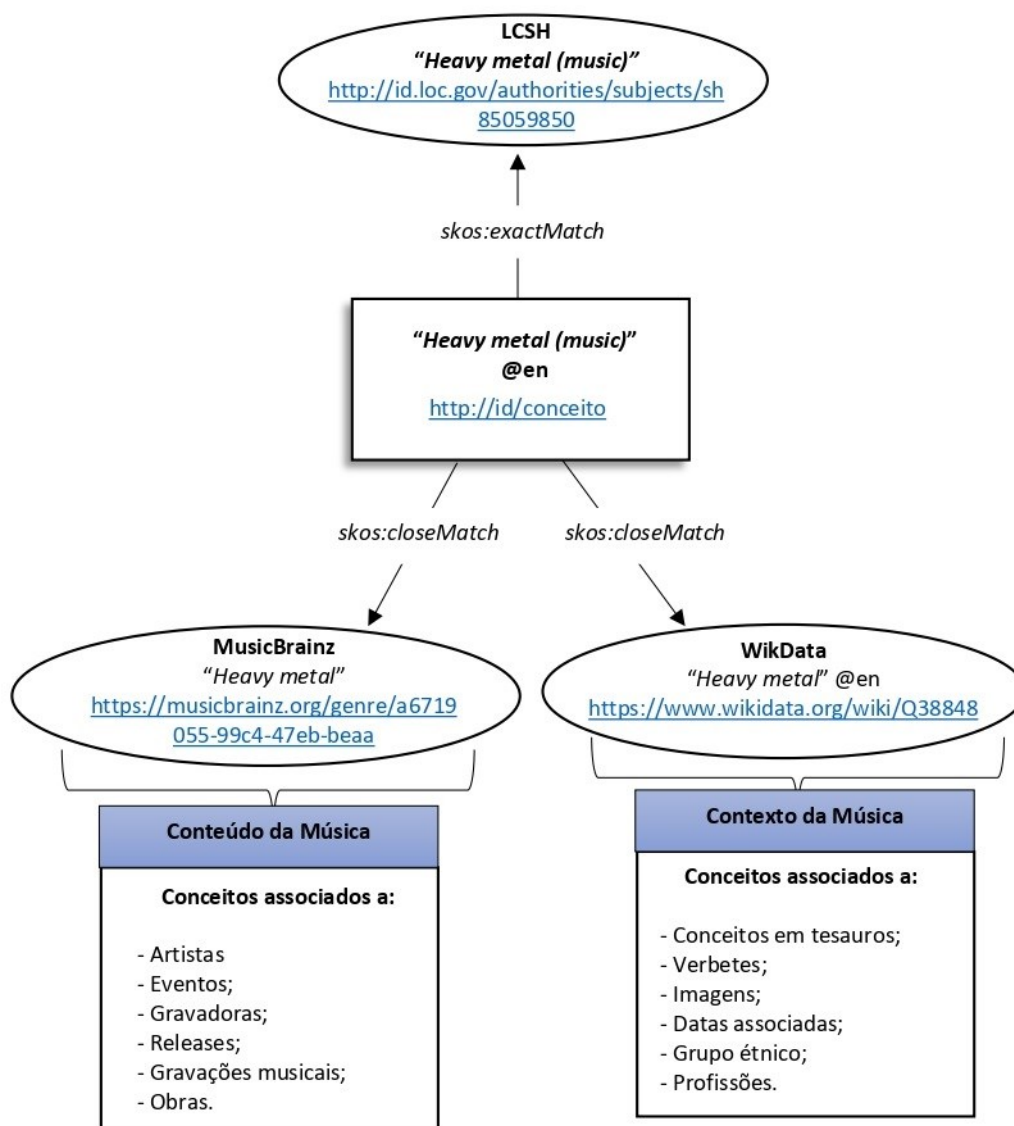 LCSH
“Heavy metal (music)”
http://id.loc.gov/authorities/subjects/sh
85059850
skos:exactMatch
“Heavy metal (music)”
@en
http://id/conceito
skos:closeMatch
skos:closeMatch
MusicBrainz
“Heavy metal”
https://musicbrainz.org/genre/a6719
055-99c4-47eb-beaa
WikData
“Heavy metal” @en
https://www.wikidata.org/wiki/Q38848
Conteúdo da Música
Conceitos associados a:
- Artistas
- Eventos;
- Gravadoras;
- Releases;
- Gravações musicais;
- Obras.
Contexto da Música
Conceitos associados a:
- Conceitos em tesauros;
- Verbetes;
- Imagens;
- Datas associadas;
- Grupo étnico;
- Profissões.